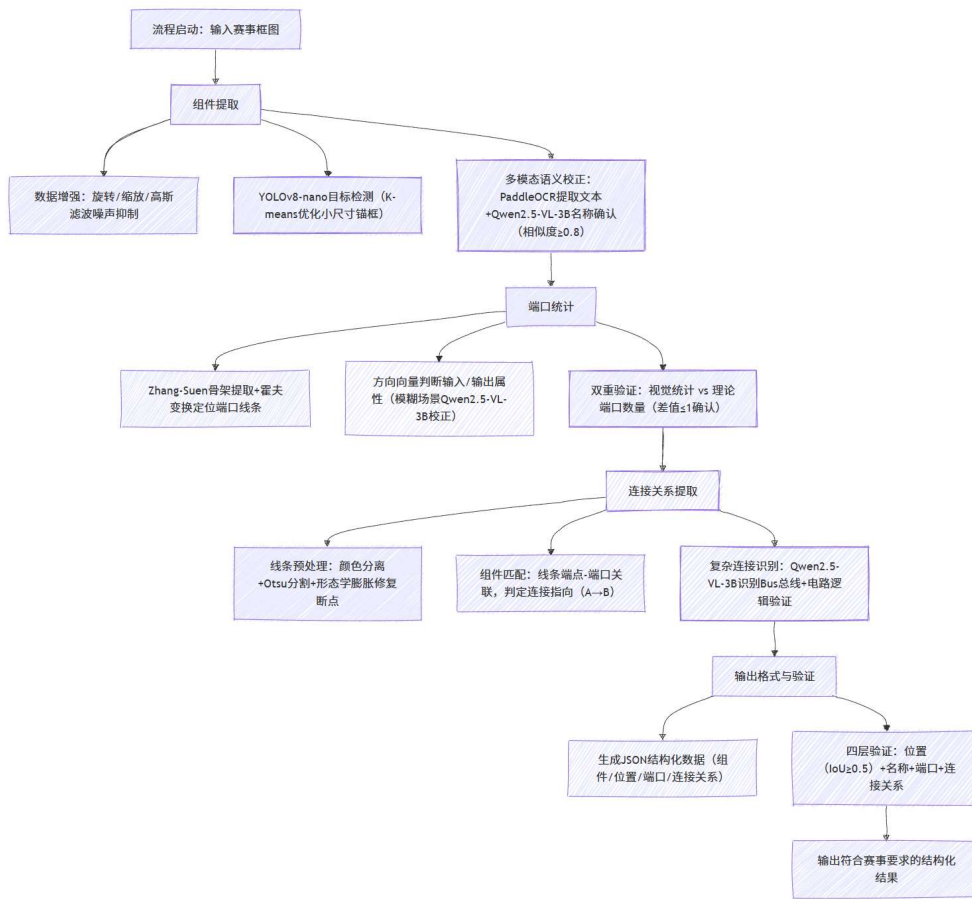 流程启动：输入赛事框图
组件提取
数据增强：旋转/缩放/高斯
滤波噪声抑制
YOLOv8-nano目标检测（K-
means优化小尺寸锚框）
多模态语义校正：
PaddleOCR提取文本
+Qwen2.5-VL-3B名称确认
（相似度≥0.8）
端口统计
Zhang-Suen骨架提取+霍夫
变换定位端口线条
方向向量判断输入/输出属
性（模糊场景Qwen2.5-VL-
3B校正）
双重验证：视觉统计 vs 理论
端口数量（差值≤1确认）
连接关系提取
线条预处理：颜色分离
+Otsu分割+形态学膨胀修复
断点
组件匹配：线条端点-端口关
联，判定连接指向（A→B）
复杂连接识别：Qwen2.5-
VL-3B识别Bus总线+电路逻
辑验证
输出格式与验证
生成JSON结构化数据（组
件/位置/端口/连接关系）
四层验证：位置
（IoU≥0.5）+名称+端口+连
接关系
输出符合赛事要求的结构化
结果